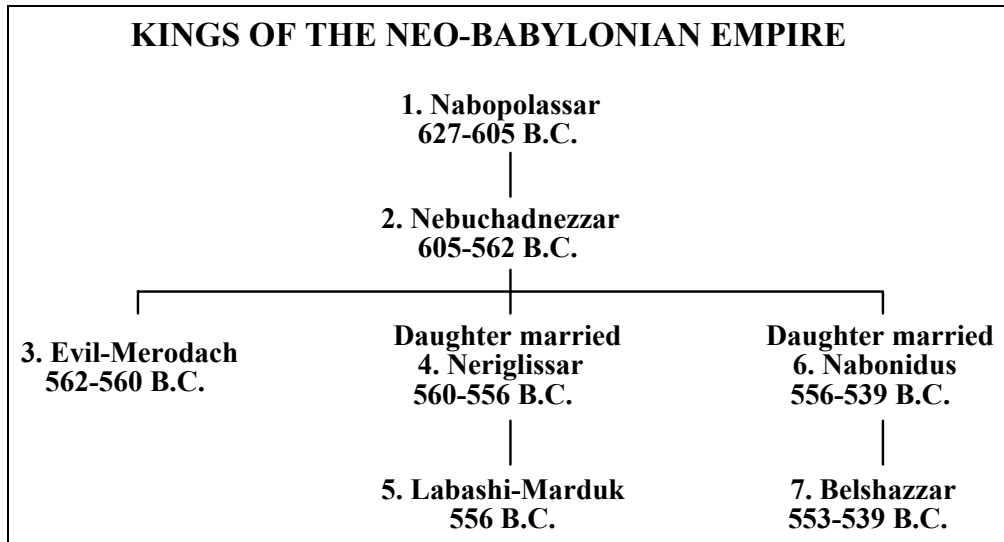 KINGS OF THE NEO-BABYLONIAN EMPIRE
1. Nabopolassar
627-605 B.C.
2. Nebuchadnezzar
605-562 B.C.
3. Evil-Merodach
562-560 B.C.
Daughter married
4. Neriglissar
560-556 B.C.
Daughter married
6. Nabonidus
556-539 B.C.
5. Labashi-Marduk
556 B.C.
7. Belshazzar
553-539 B.C.